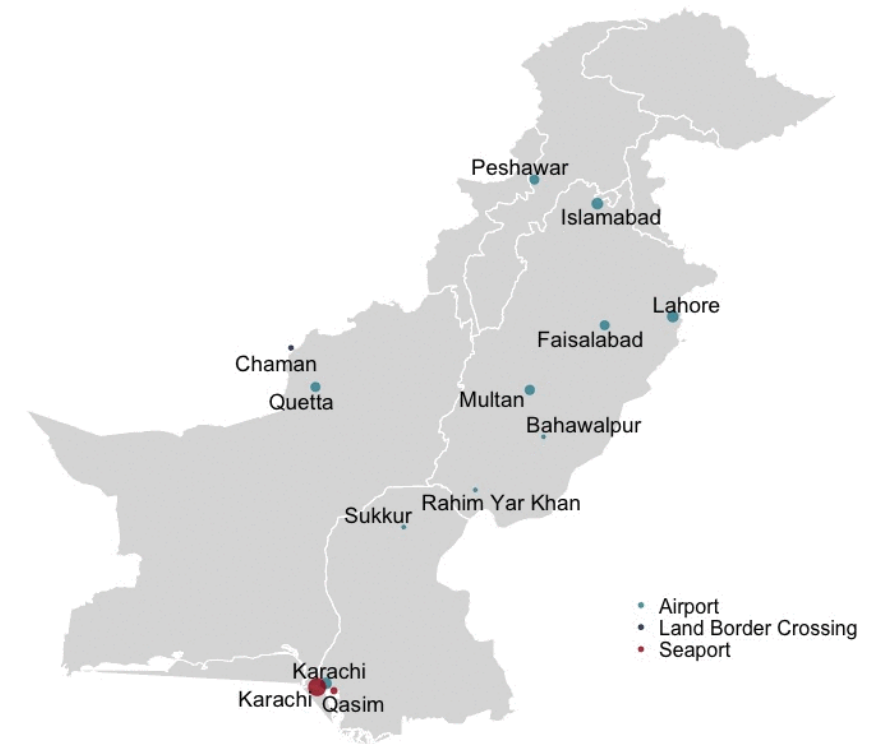 Peshawar
Islamabad
Lahore
Faisalabad
Chaman
Quetta
Multan
Bahawalpur
Rahim Yar Khan
Sukkur
Airport
Land Border Crossing
Seaport
Karachi
Karachi
Qasim